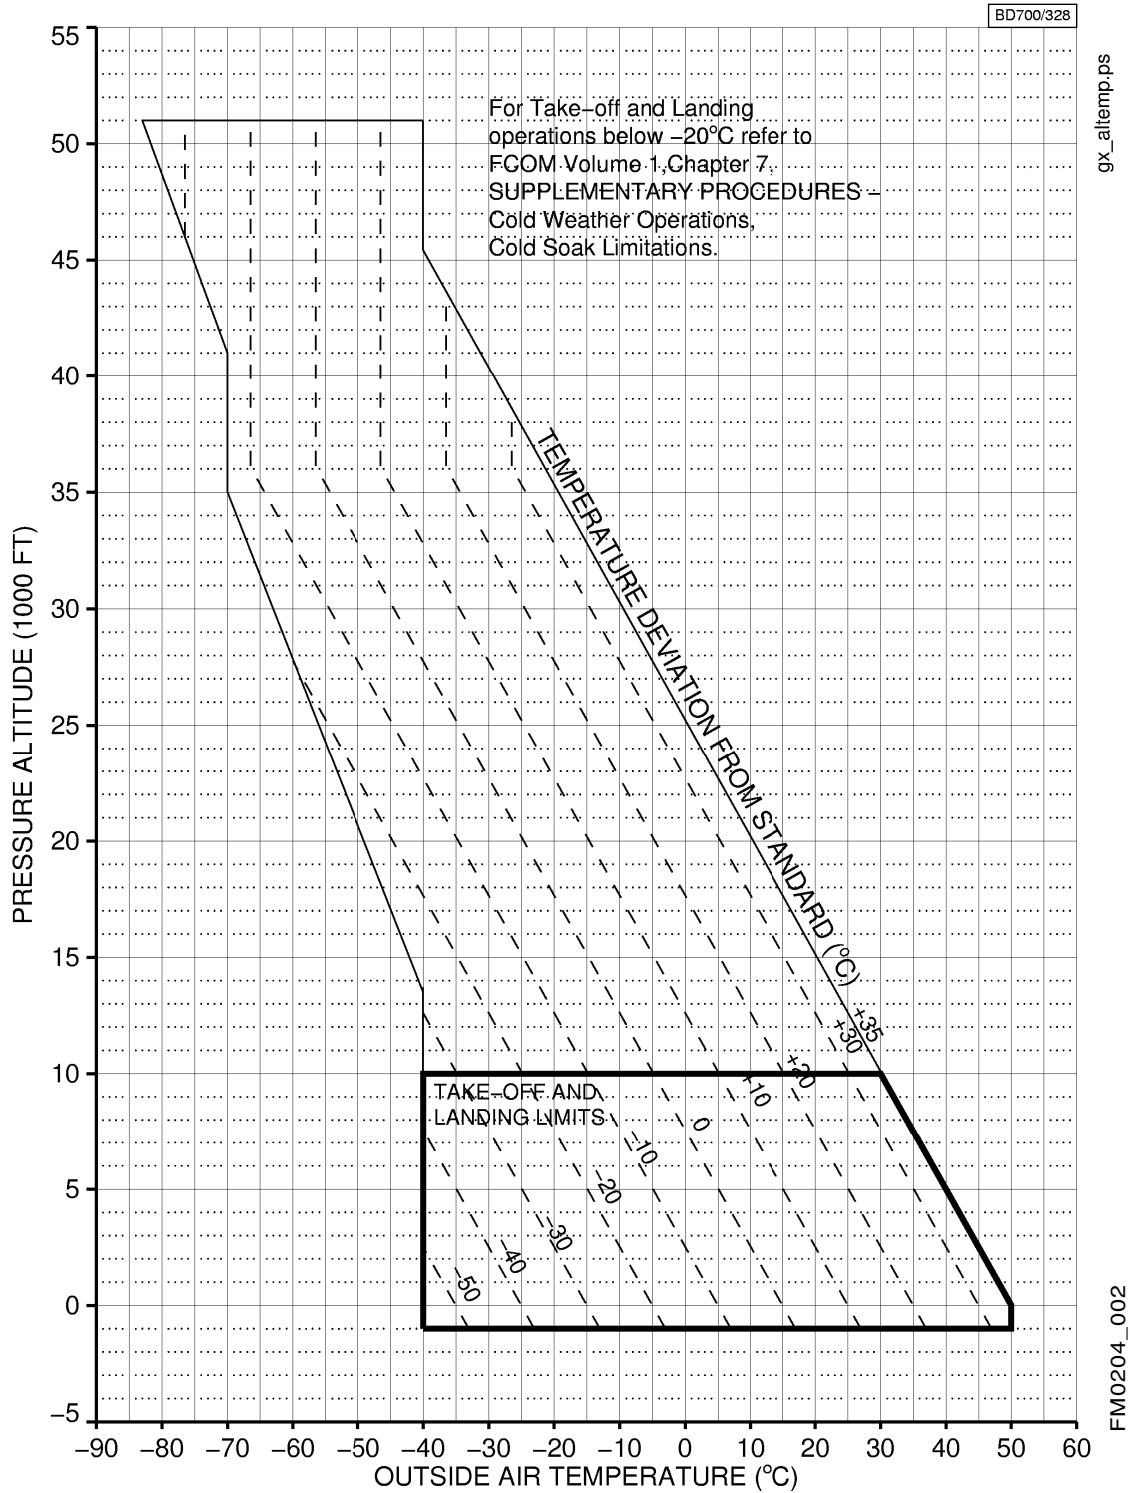 BD700/328
gx_altemp.ps
For Take–off and Landing
operations below –20°C refer to
FCOM Volume 1,Chapter 7,
SUPPLEMENTARY PROCEDURES –
Cold Weather Operations,
Cold Soak Limitations.
55
50
45
40
35
30
25
20
15
10
5
0
–5
PRESSURE ALTITUDE (1000 FT)
TEMPERATURE DEVIATION FROM STANDARD (°C)
+35
+30
+20
+10
0
–10
–20
–30
–40
–50
TAKE–OFF AND
LANDING LIMITS
–90 –80 –70 –60 –50 –40 –30 –20 –10 0 10 20 30 40 50 60
OUTSIDE AIR TEMPERATURE (°C)
FM0204_002